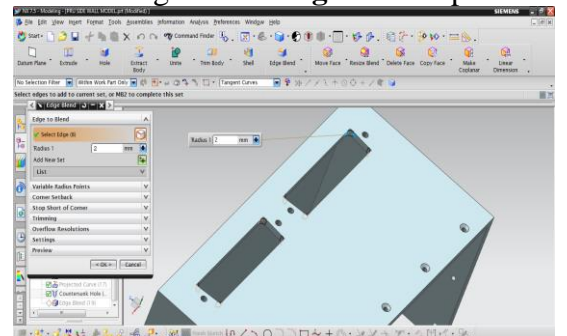 NX 7.5 - Modeling - [FRU SIDE WALL MODEL.prt (Modified) ]
SIEMENS
File Edit View Insert Format Tools Assemblies Information Analysis Preferences Window Help
Start Command Finder
Datum Plane Extrude Hole Extract Body Unite Trim Body Shell Edge Blend Move Face Resize Blend Delete Face Copy Face Make Coplanar Linear Dimension
No Selection Filter Within Work Part Only Tangent Curves
Select edges to add to current set, or MB2 to complete this set
Edge Blend
Edge to Blend
Select Edge (8)
Radius 1 2 mm
Add New Set
List
Variable Radius Points
Corner Setback
Stop Short of Corner
Trimming
Overflow Resolutions
Settings
Preview
< OK > Cancel
Radius 1 2 mm
Projected Curve (17)
Countersunk Hole (
Edge Blend (19)